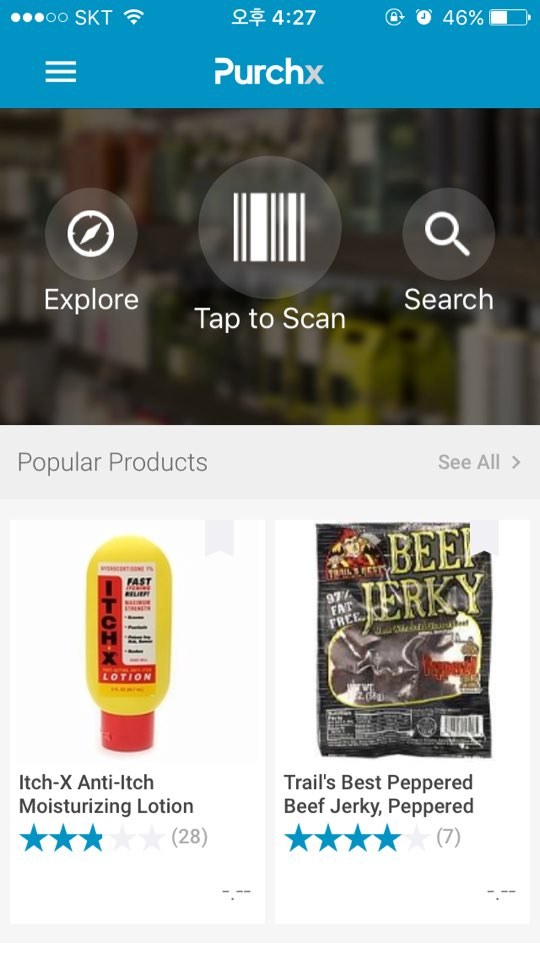 SKT 오후 4:27 46%
Purchx
Explore
Tap to Scan
Search
Popular Products
See All >
HYDROCORTISONE 1%
FAST
ITCHING
RELIEF!
MAXIMUM
STRENGTH
ITCH-X
LOTION
TRAIL'S BEST
BEEF
JERKY
97%
FAT
FREE
Peppered
Itch-X Anti-Itch
Moisturizing Lotion
(28)
-.--
Trail's Best Peppered
Beef Jerky, Peppered
(7)
-.--